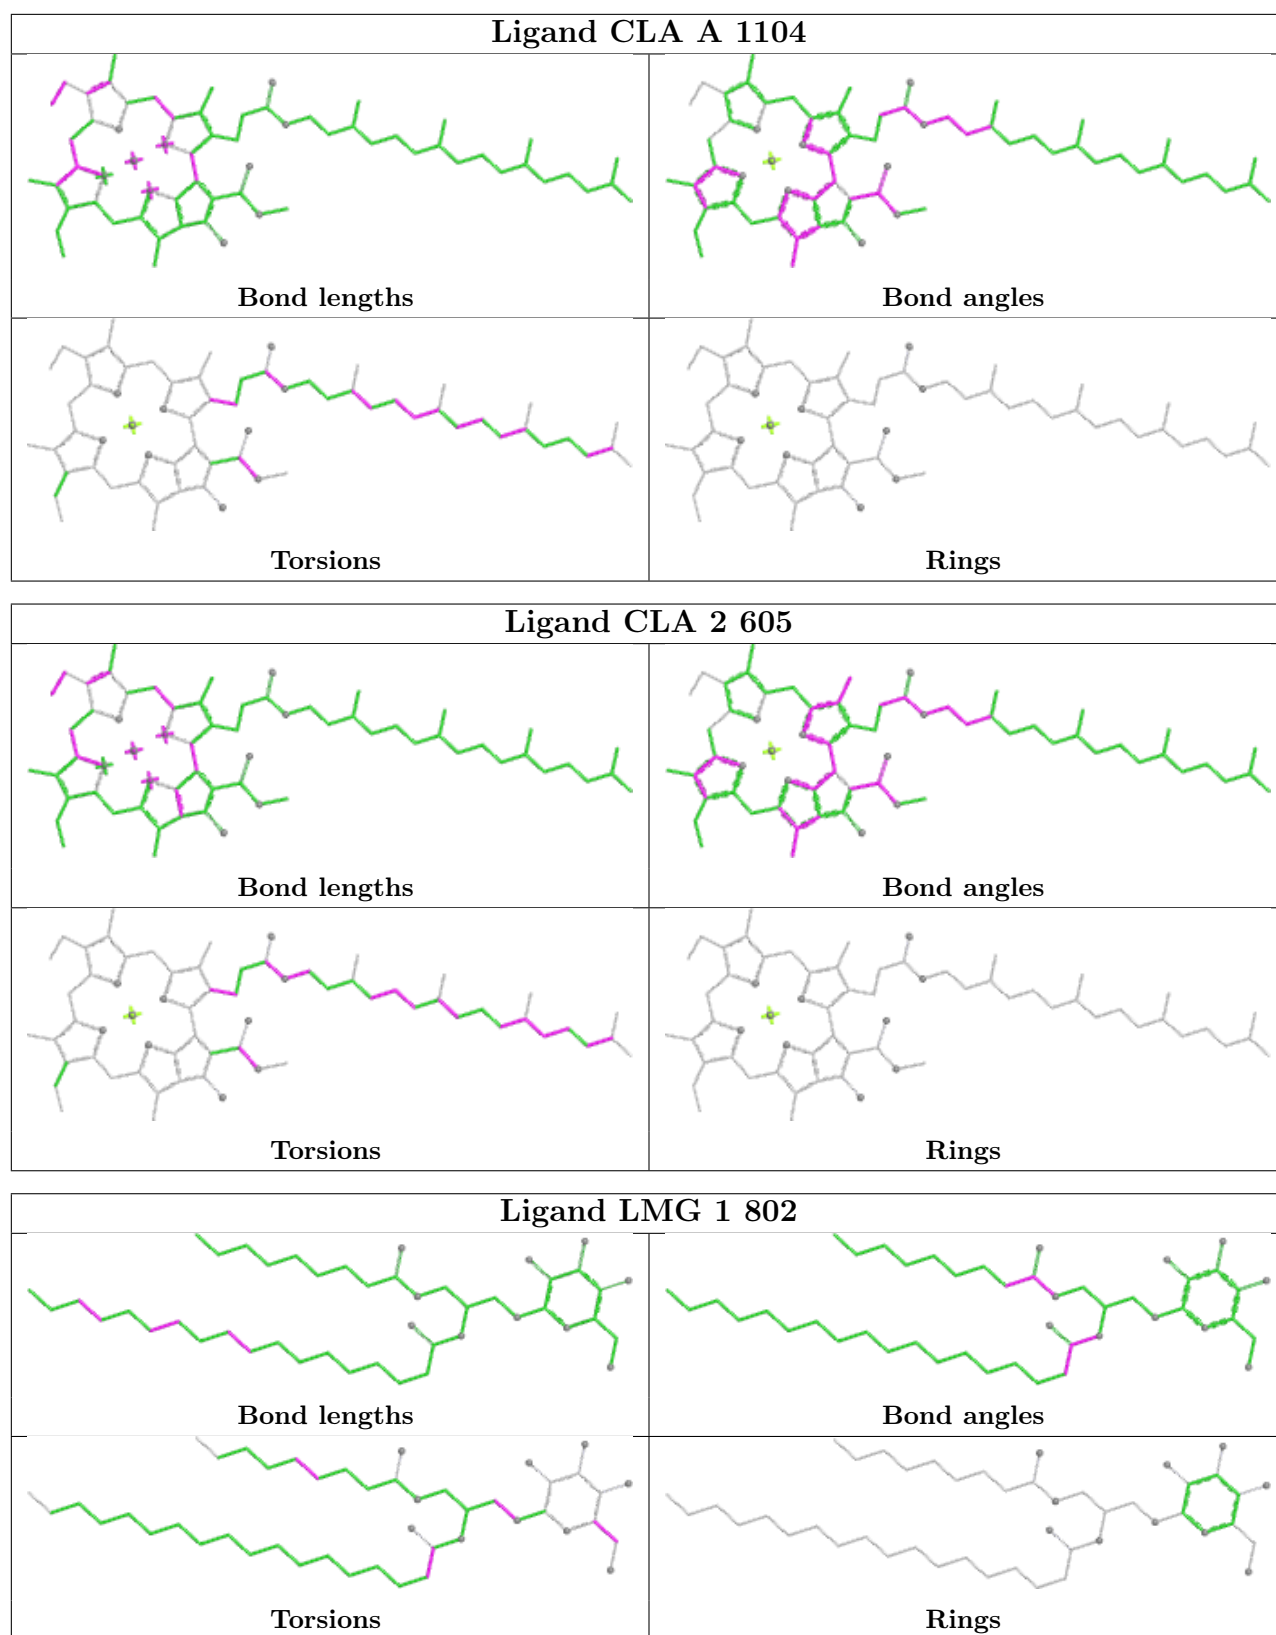 Ligand CLA A 1104
Bond lengths
Bond angles
Torsions
Rings
Ligand CLA 2 605
Bond lengths
Bond angles
Torsions
Rings
Ligand LMG 1 802
Bond lengths
Bond angles
Torsions
Rings